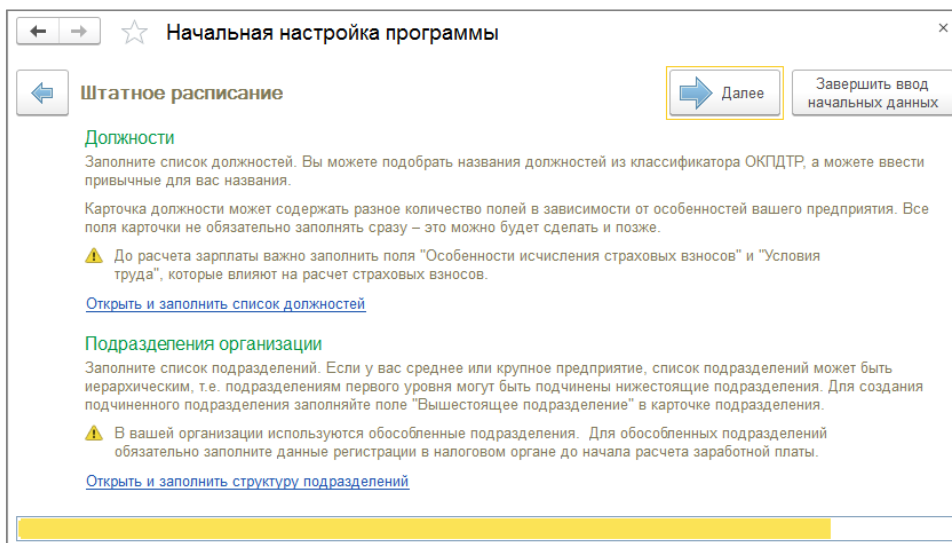 Начальная настройка программы
Штатное расписание
Далее
Завершить ввод
начальных данных
Должности
Заполните список должностей. Вы можете подобрать названия должностей из классификатора ОКПДТР, а можете ввести
привычные для вас названия.
Карточка должности может содержать разное количество полей в зависимости от особенностей вашего предприятия. Все
поля карточки не обязательно заполнять сразу – это можно будет сделать и позже.
До расчета зарплаты важно заполнить поля "Особенности исчисления страховых взносов" и "Условия
труда", которые влияют на расчет страховых взносов.
Открыть и заполнить список должностей
Подразделения организации
Заполните список подразделений. Если у вас среднее или крупное предприятие, список подразделений может быть
иерархическим, т.е. подразделениям первого уровня могут быть подчинены нижестоящие подразделения. Для создания
подчиненного подразделения заполняйте поле "Вышестоящее подразделение" в карточке подразделения.
В вашей организации используются обособленные подразделения. Для обособленных подразделений
обязательно заполните данные регистрации в налоговом органе до начала расчета заработной платы.
Открыть и заполнить структуру подразделений